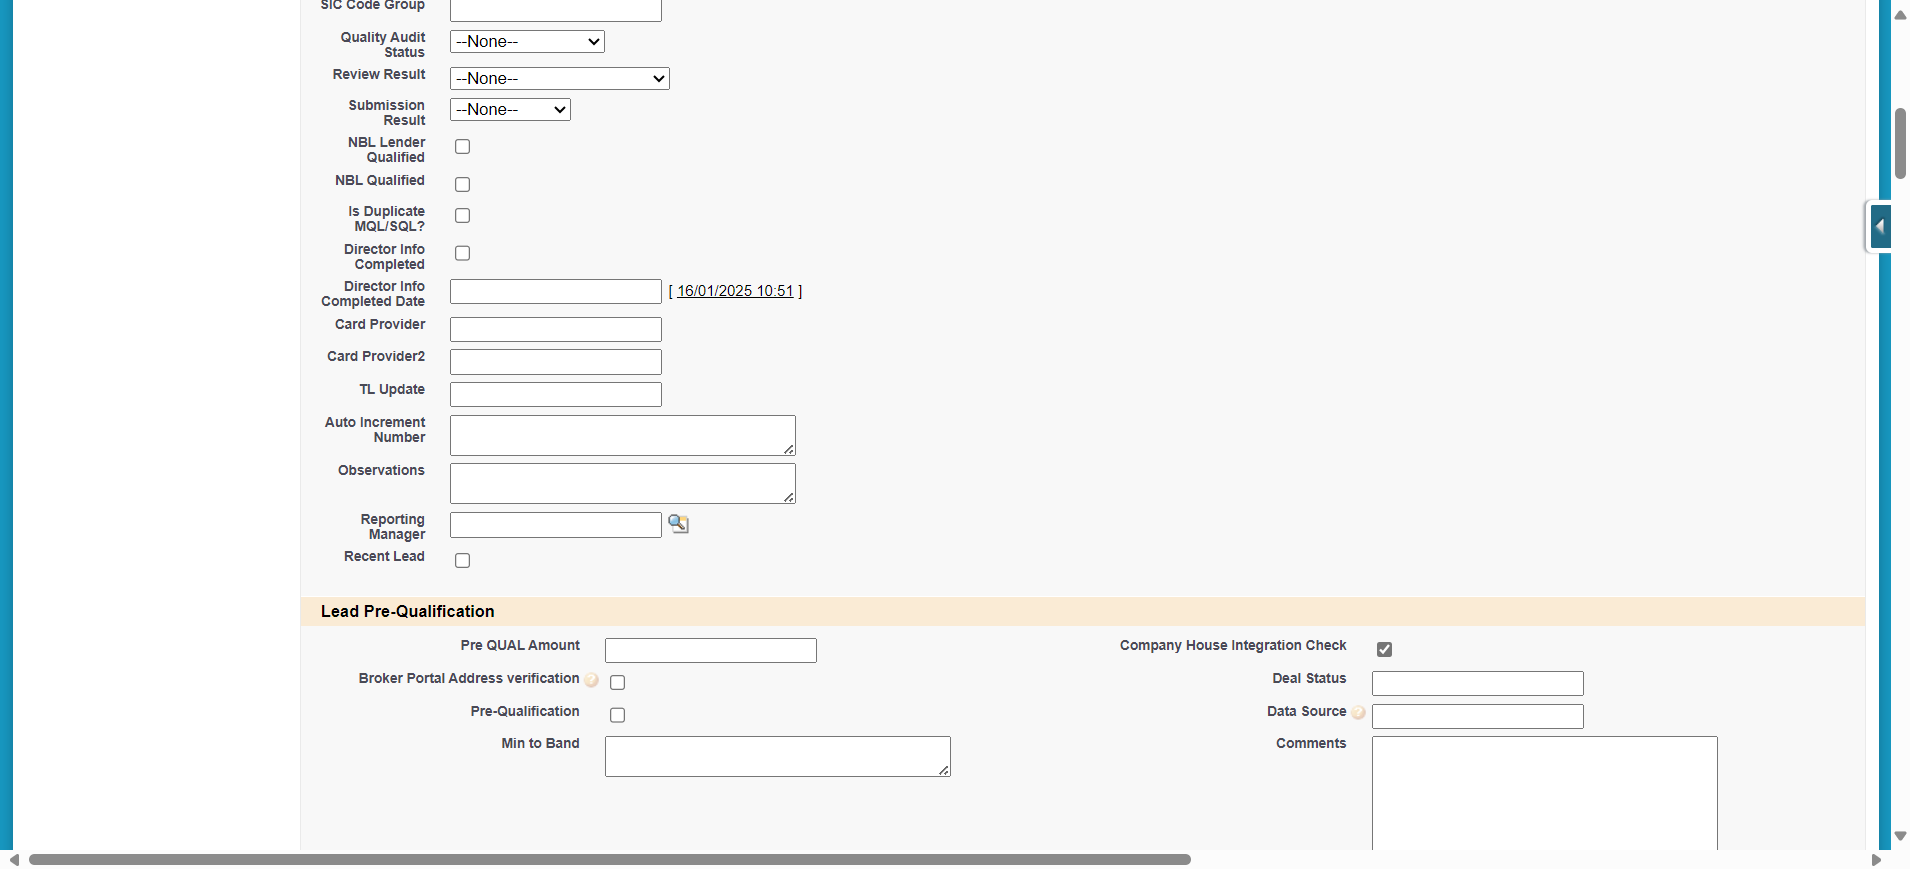 SIC Code Group
Quality Audit
Status
--None--
Review Result
--None--
Submission
Result
--None--
NBL Lender
Qualified
NBL Qualified
Is Duplicate
MQL/SQL?
Director Info
Completed
Director Info
Completed Date
[ 16/01/2025 10:51 ]
Card Provider
Card Provider2
TL Update
Auto Increment
Number
Observations
Reporting
Manager
Recent Lead
Lead Pre-Qualification
Pre QUAL Amount
Company House Integration Check
Broker Portal Address verification ?
Deal Status
Pre-Qualification
Data Source ?
Min to Band
Comments